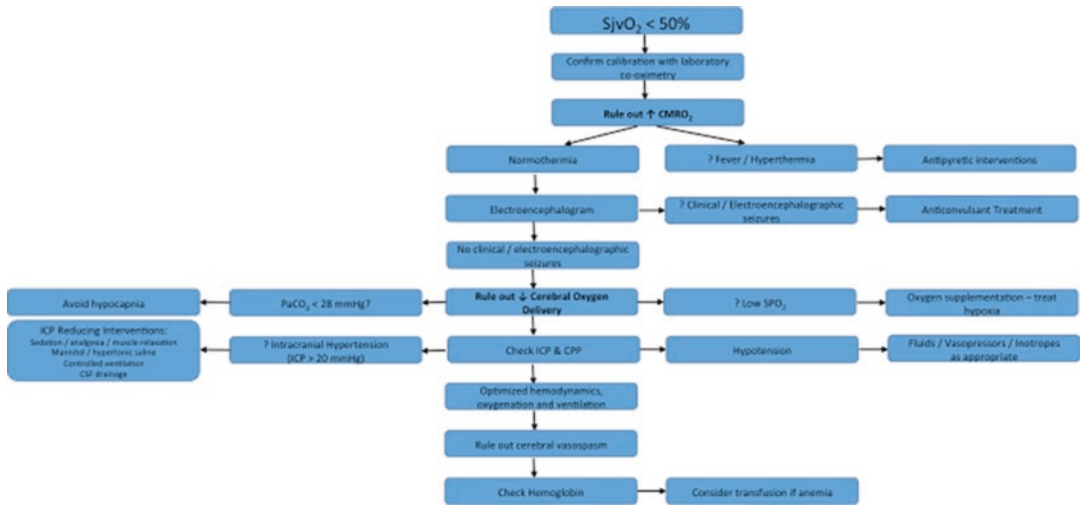 SjvO₂ < 50%
Confirm calibration with laboratory
co-oximetry
Rule out ↑ CMRO₂
Normothermia
? Fever / Hyperthermia
Antipyretic interventions
Electroencephalogram
? Clinical / Electroencephalographic
seizures
Anticonvulsant Treatment
No clinical / electroencephalographic
seizures
Avoid hypocapnia
PaCO₂ < 28 mmHg?
Rule out ↓ Cerebral Oxygen
Delivery
? Low SPO₂
Oxygen supplementation – treat
hypoxia
ICP Reducing Interventions:
Sedation / analgesia / muscle relaxation
Mannitol / hypertonic saline
Controlled ventilation
CSF drainage
? Intracranial Hypertension
(ICP > 20 mmHg)
Check ICP & CPP
Hypotension
Fluids / Vasopressors / Inotropes
as appropriate
Optimized hemodynamics,
oxygenation and ventilation
Rule out cerebral vasospasm
Check Hemoglobin
Consider transfusion if anemia